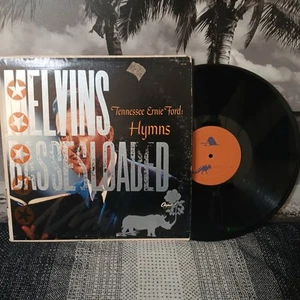 MELVINS
Tennessee Ernie Ford:
Hymns
BASSES LOADED